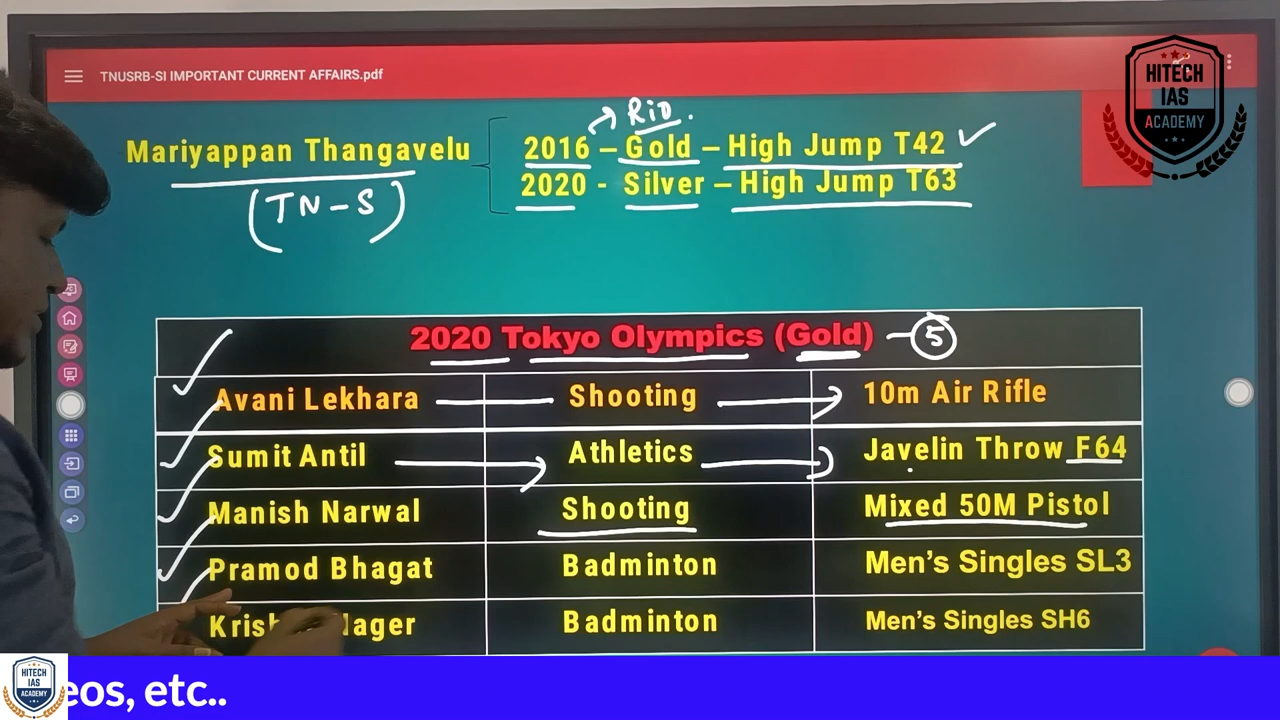 TNUSRB-SI IMPORTANT CURRENT AFFAIRS.pdf
HITECH
IAS
ACADEMY
Rio.
Mariyappan Thangavelu
2016 – Gold – High Jump T42
2020 - Silver – High Jump T63
(TN-S)
2020 Tokyo Olympics (Gold) – 5
Avani Lekhara Shooting 10m Air Rifle
Sumit Antil Athletics Javelin Throw F64
Manish Narwal Shooting Mixed 50M Pistol
Pramod Bhagat Badminton Men's Singles SL3
Badminton Men's Singles SH6
HITECH
IAS
ACADEMY
etc..